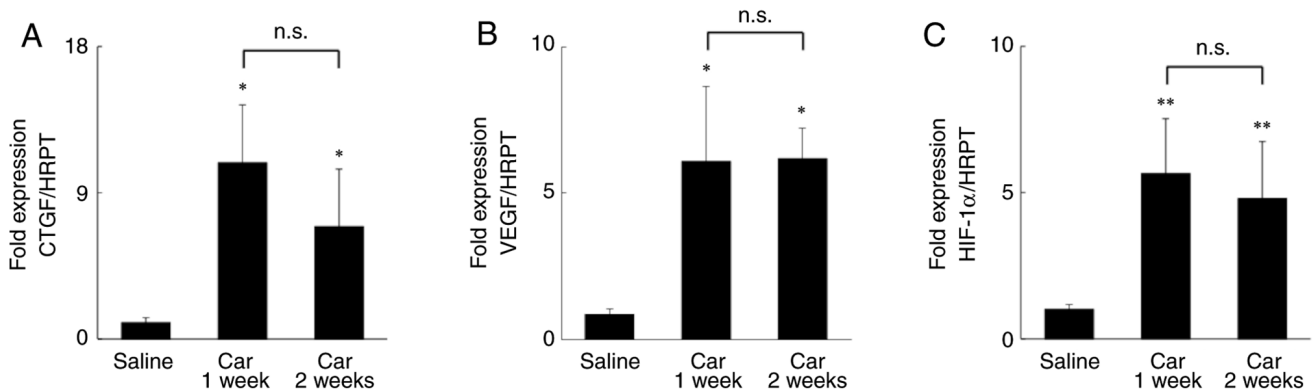 A
18
9
0
Fold expression
CTGF/HRPT
n.s.
*
*
Saline
Car
1 week
Car
2 weeks
B
10
5
0
Fold expression
VEGF/HRPT
n.s.
*
*
Saline
Car
1 week
Car
2 weeks
C
10
5
0
Fold expression
HIF-1α/HRPT
n.s.
**
**
Saline
Car
1 week
Car
2 weeks